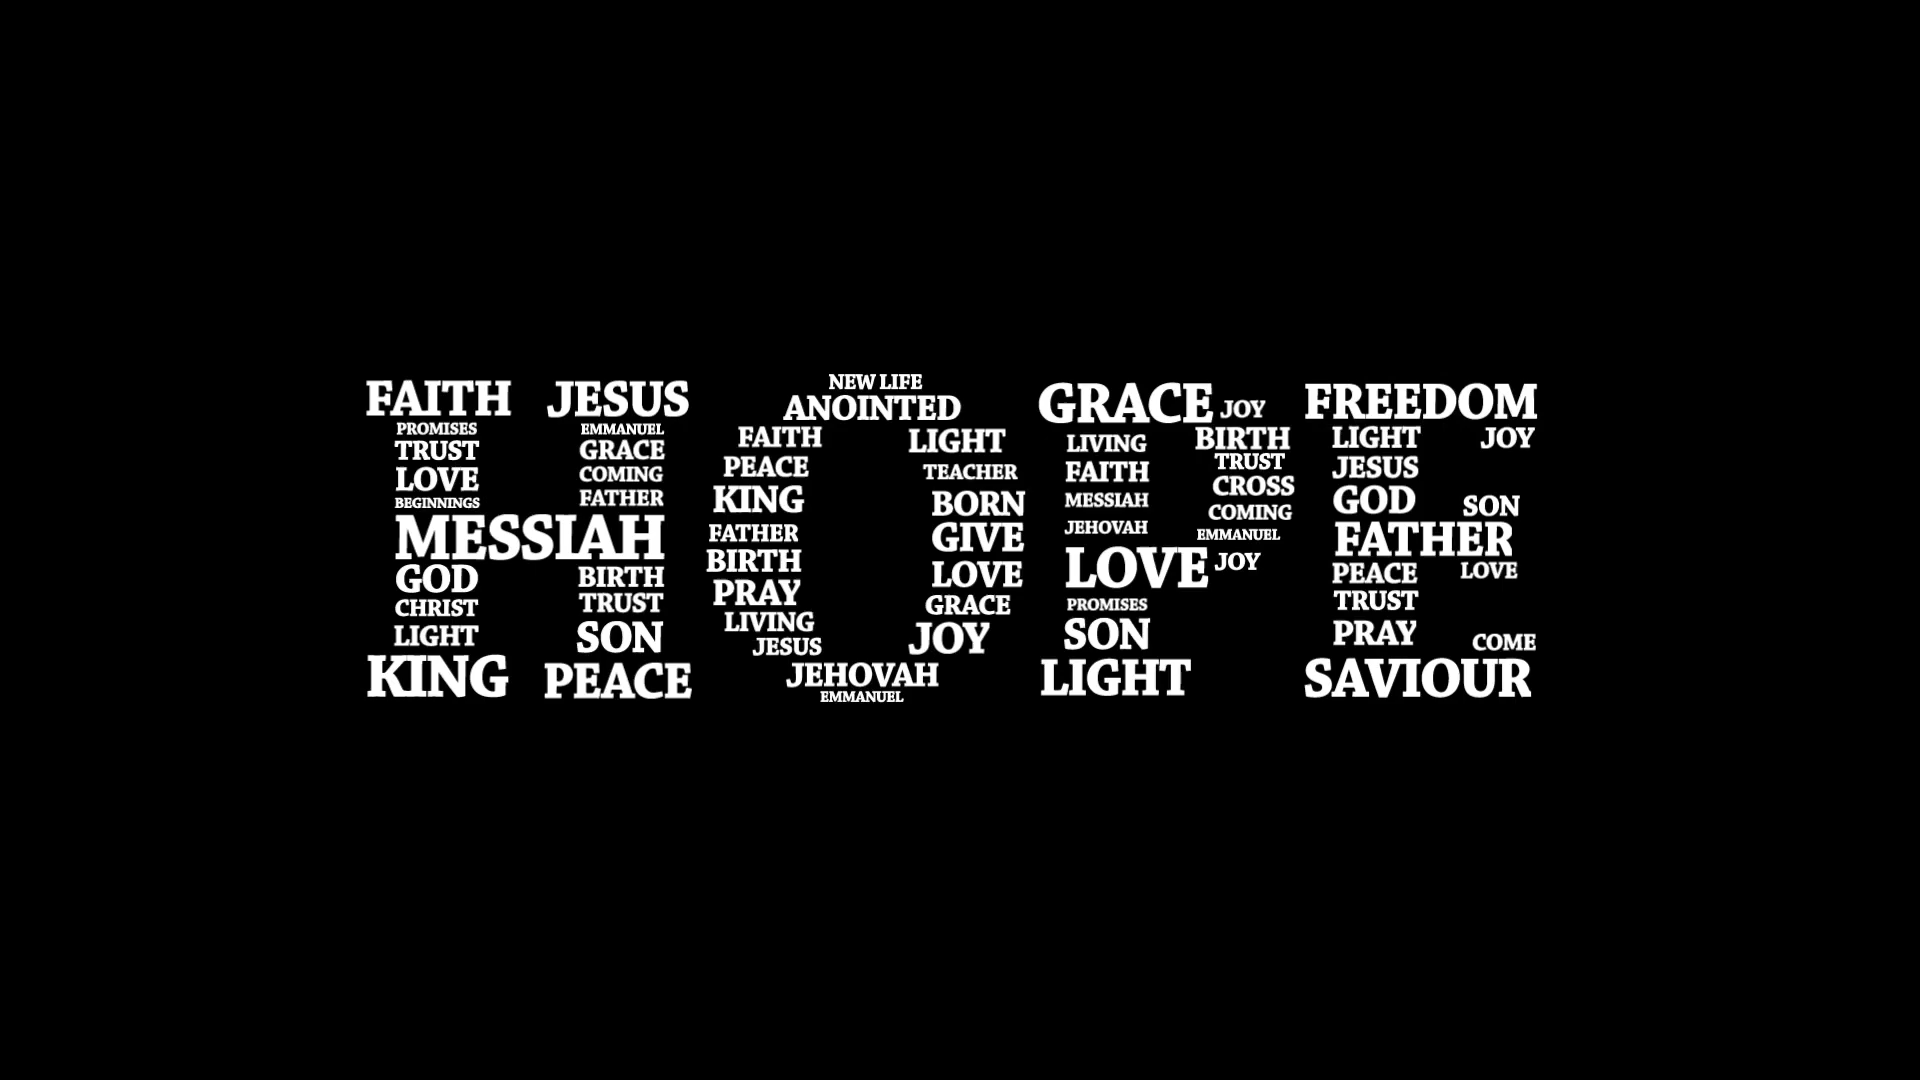 FAITH JESUS
PROMISES EMMANUEL
TRUST GRACE
LOVE COMING
BEGINNINGS FATHER
MESSIAH
GOD BIRTH
CHRIST TRUST
LIGHT SON
KING PEACE
NEW LIFE
ANOINTED
FAITH LIGHT
PEACE TEACHER
KING BORN
FATHER GIVE
BIRTH LOVE
PRAY GRACE
LIVING JOY
JESUS
JEHOVAH
EMMANUEL
GRACE JOY
LIVING BIRTH
FAITH TRUST
MESSIAH CROSS
JEHOVAH COMING
EMMANUEL
LOVE JOY
PROMISES
SON
LIGHT
FREEDOM
LIGHT JOY
JESUS
GOD SON
FATHER
PEACE LOVE
TRUST
PRAY COME
SAVIOUR